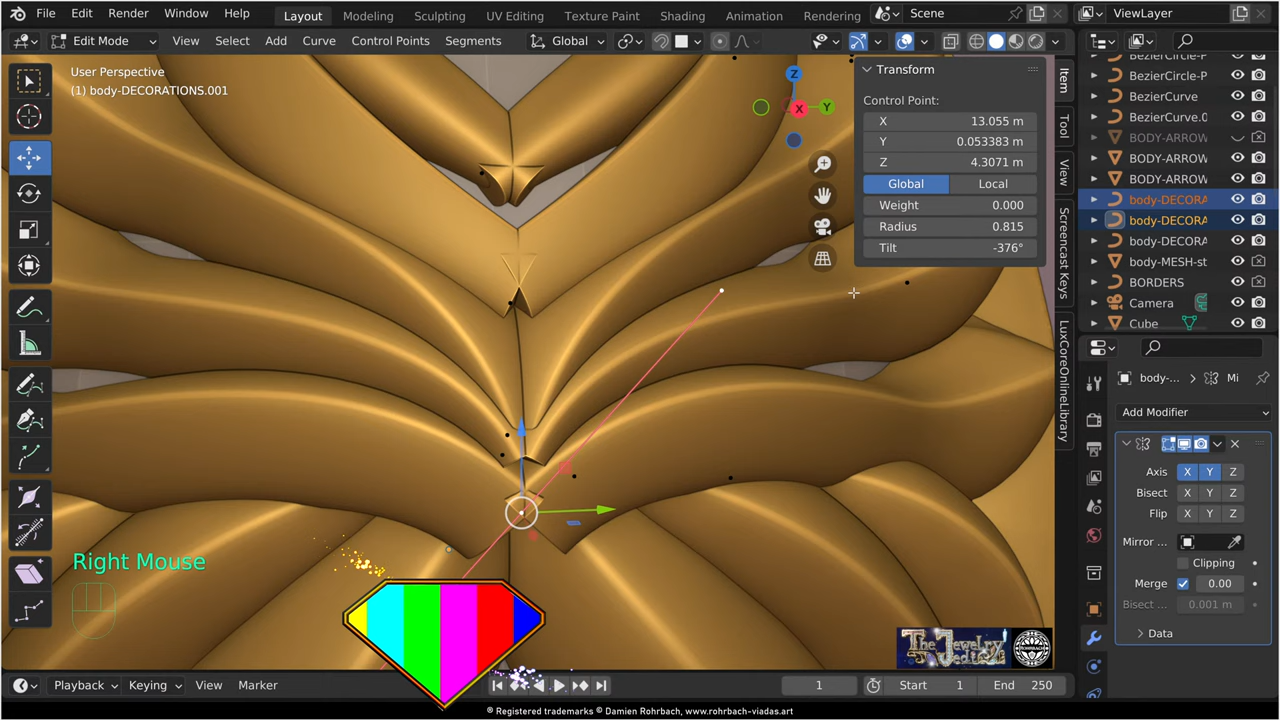 File Edit Render Window Help
Layout Modeling Sculpting UV Editing Texture Paint Shading Animation Rendering
Scene
ViewLayer
Edit Mode View Select Add Curve Control Points Segments
Global
User Perspective
(1) body-DECORATIONS.001
Z
Y
X
Transform
Control Point:
X 13.055 m
Y 0.053383 m
Z 4.3071 m
Global Local
Weight 0.000
Radius 0.815
Tilt -376°
Item
Tool
View
Screencast Keys
LuxCoreOnlineLibrary
BezierCircle-P
BezierCurve
BezierCurve.0
BODY-ARROW
BODY-ARROW
BODY-ARROW
body-DECORA
body-DECORA
body-DECORA
body-MESH-st
BORDERS
Camera
Cube
body-... Mi
Add Modifier
Axis X Y Z
Bisect X Y Z
Flip X Y Z
Mirror ...
Clipping
Merge 0.00
Bisect ... 0.001 m
Data
Right Mouse
The Jewelry Jedi
ROHRBACH
Playback Keying View Marker
1 Start 1 End 250
® Registered trademarks © Damien Rohrbach, www.rohrbach-viadas.art